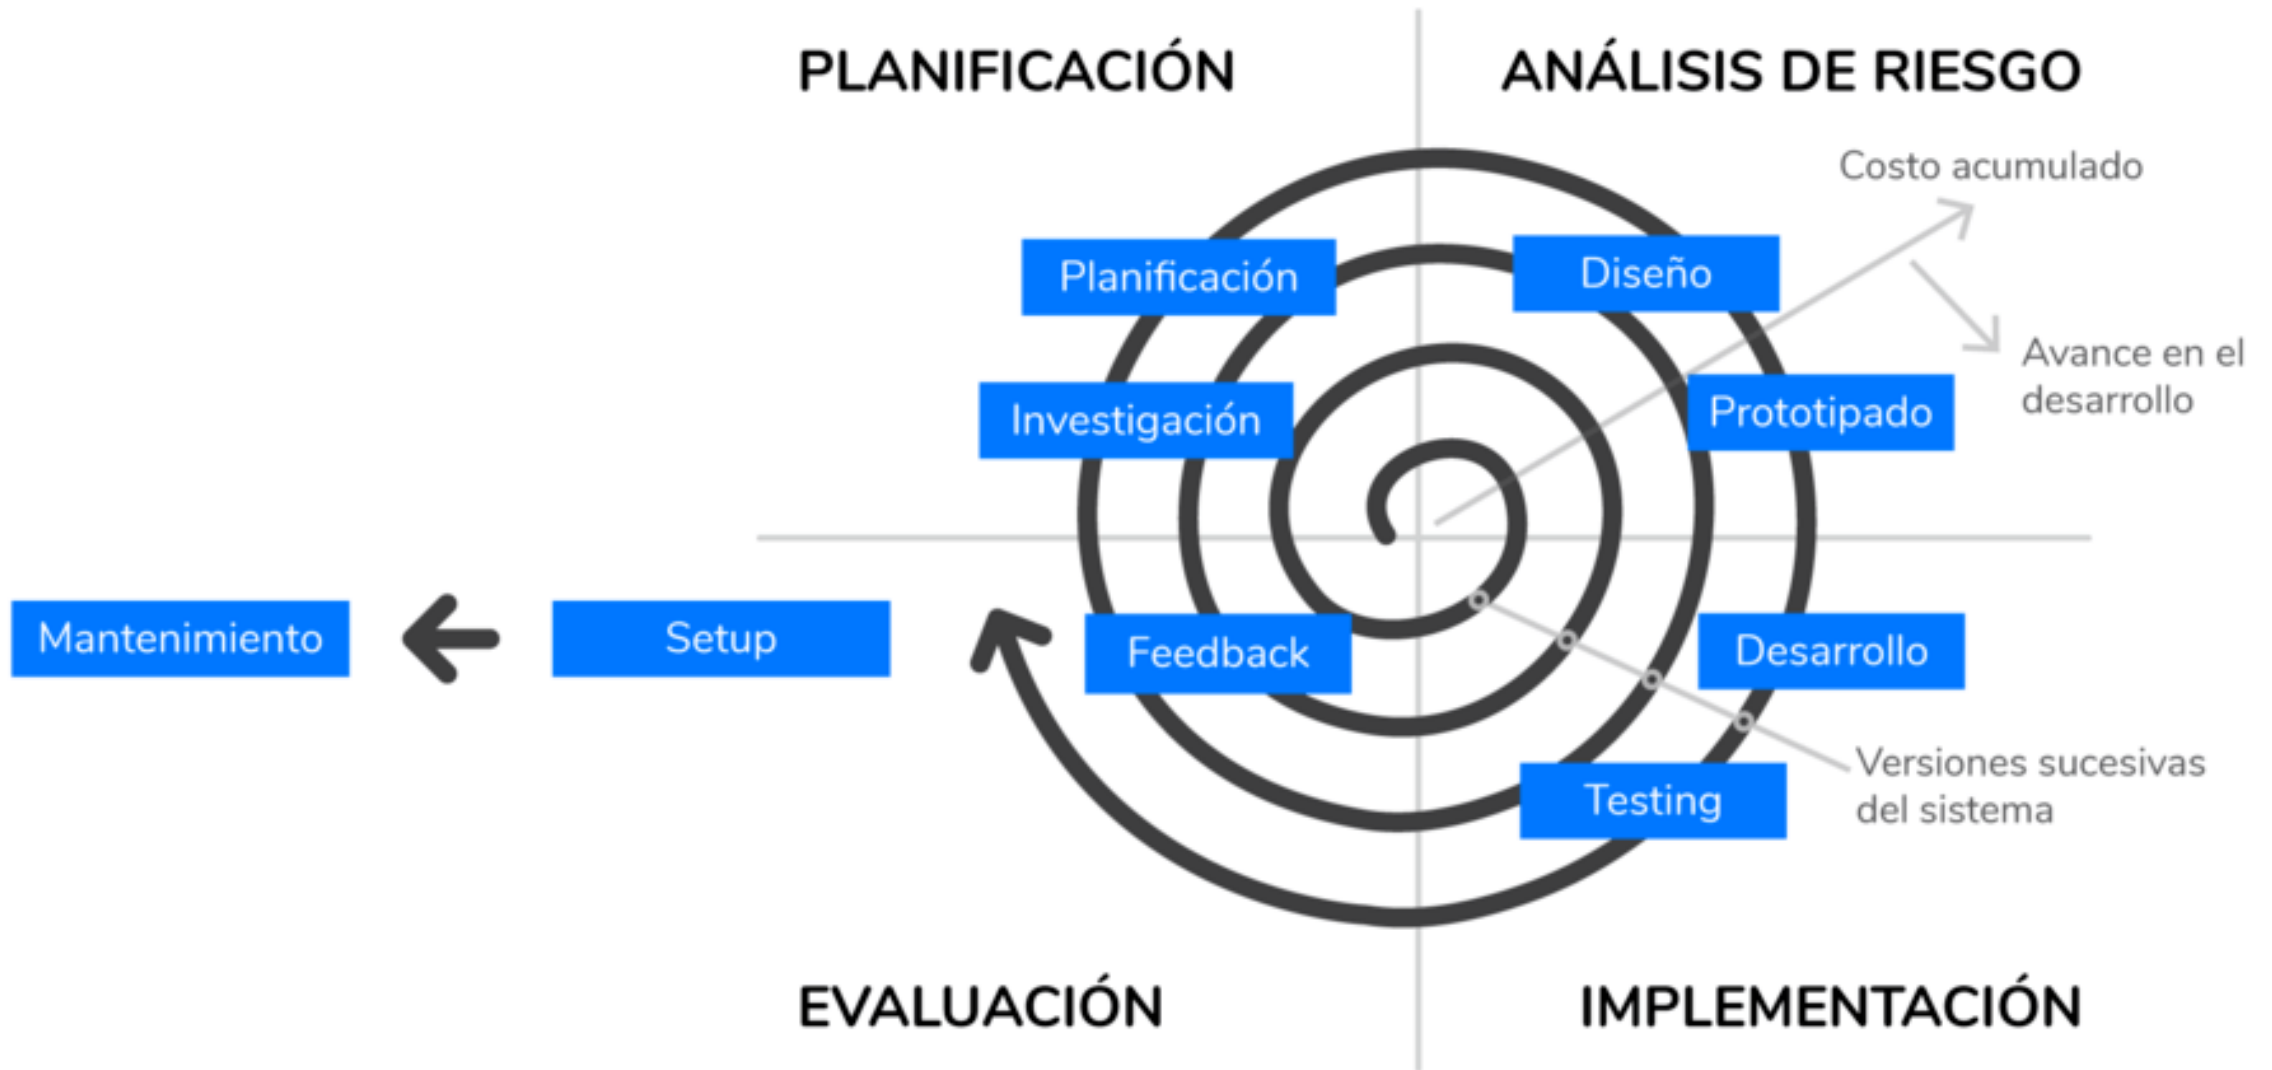 PLANIFICACIÓN
ANÁLISIS DE RIESGO
Costo acumulado
Planificación
Diseño
Avance en el
desarrollo
Investigación
Prototipado
Mantenimiento
Setup
Feedback
Desarrollo
Versiones sucesivas
del sistema
Testing
EVALUACIÓN
IMPLEMENTACIÓN